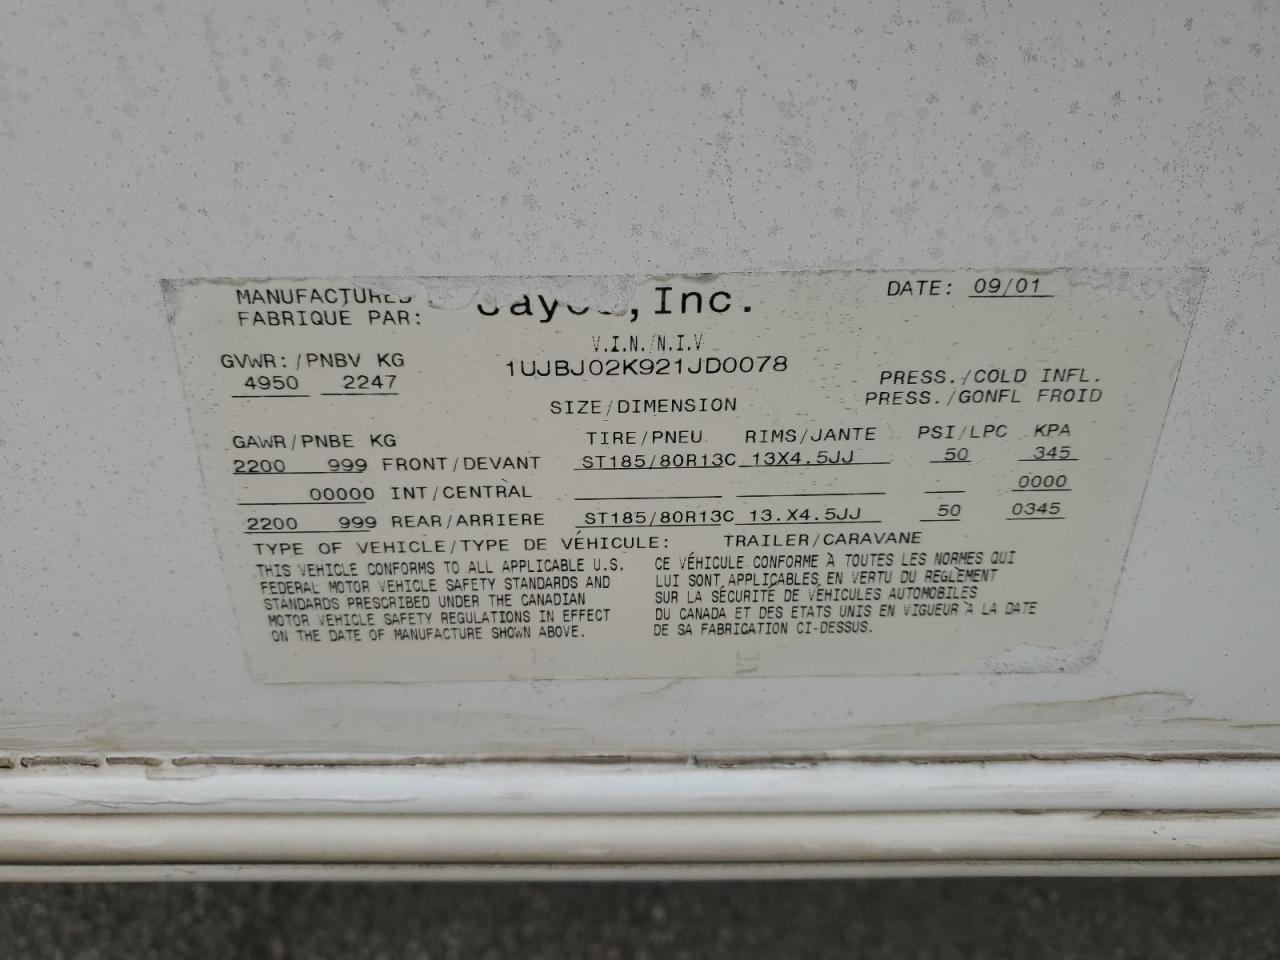 MANUFACTURED
Jayco, Inc.
DATE: 09/01
FABRIQUE PAR:
V.I.N./N.I.V
GVWR:/PNBV KG
1UJBJ02K921JD0078
4950 2247
PRESS./COLD INFL.
SIZE/DIMENSION
PRESS./GONFL FROID
GAWR/PNBE KG TIRE/PNEU RIMS/JANTE PSI/LPC KPA
2200 999 FRONT/DEVANT ST185/80R13C 13X4.5JJ 50 345
00000 INT/CENTRAL 0000
2200 999 REAR/ARRIERE ST185/80R13C 13.X4.5JJ 50 0345
TYPE OF VEHICLE/TYPE DE VÉHICULE: TRAILER/CARAVANE
THIS VEHICLE CONFORMS TO ALL APPLICABLE U.S.
FEDERAL MOTOR VEHICLE SAFETY STANDARDS AND
STANDARDS PRESCRIBED UNDER THE CANADIAN
MOTOR VEHICLE SAFETY REGULATIONS IN EFFECT
ON THE DATE OF MANUFACTURE SHOWN ABOVE.
CE VÉHICULE CONFORME À TOUTES LES NORMES QUI
LUI SONT APPLICABLES EN VERTU DU REGLEMENT
SUR LA SÉCURITÉ DE VÉHICULES AUTOMOBILES
DU CANADA ET DES ETATS UNIS EN VIGUEUR À LA DATE
DE SA FABRICATION CI-DESSUS.